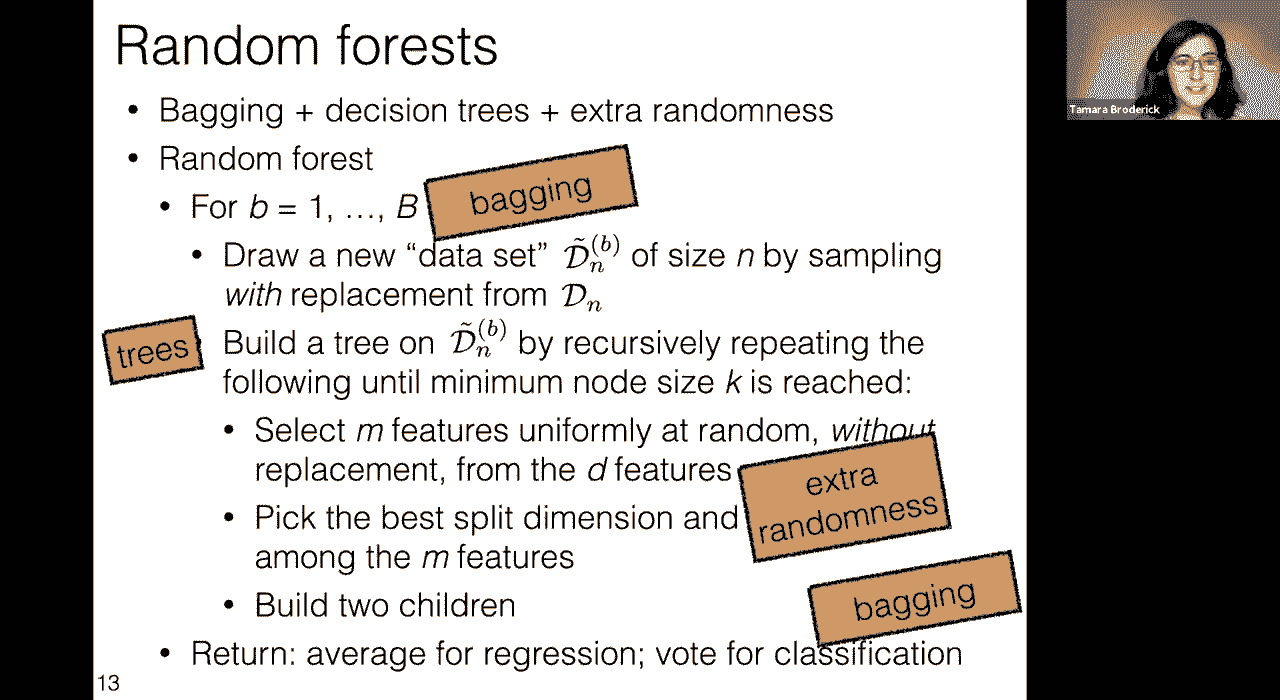 Random forests
• Bagging + decision trees + extra randomness
• Random forest
• For b = 1, …, B
bagging
• Draw a new “data set” $\tilde{\mathcal{D}}_n^{(b)}$ of size n by sampling
with replacement from $\mathcal{D}_n$
trees
Build a tree on $\tilde{\mathcal{D}}_n^{(b)}$ by recursively repeating the
following until minimum node size k is reached:
• Select m features uniformly at random, without
replacement, from the d features
extra
randomness
• Pick the best split dimension and
among the m features
• Build two children
bagging
• Return: average for regression; vote for classification
13
Tamara Broderick